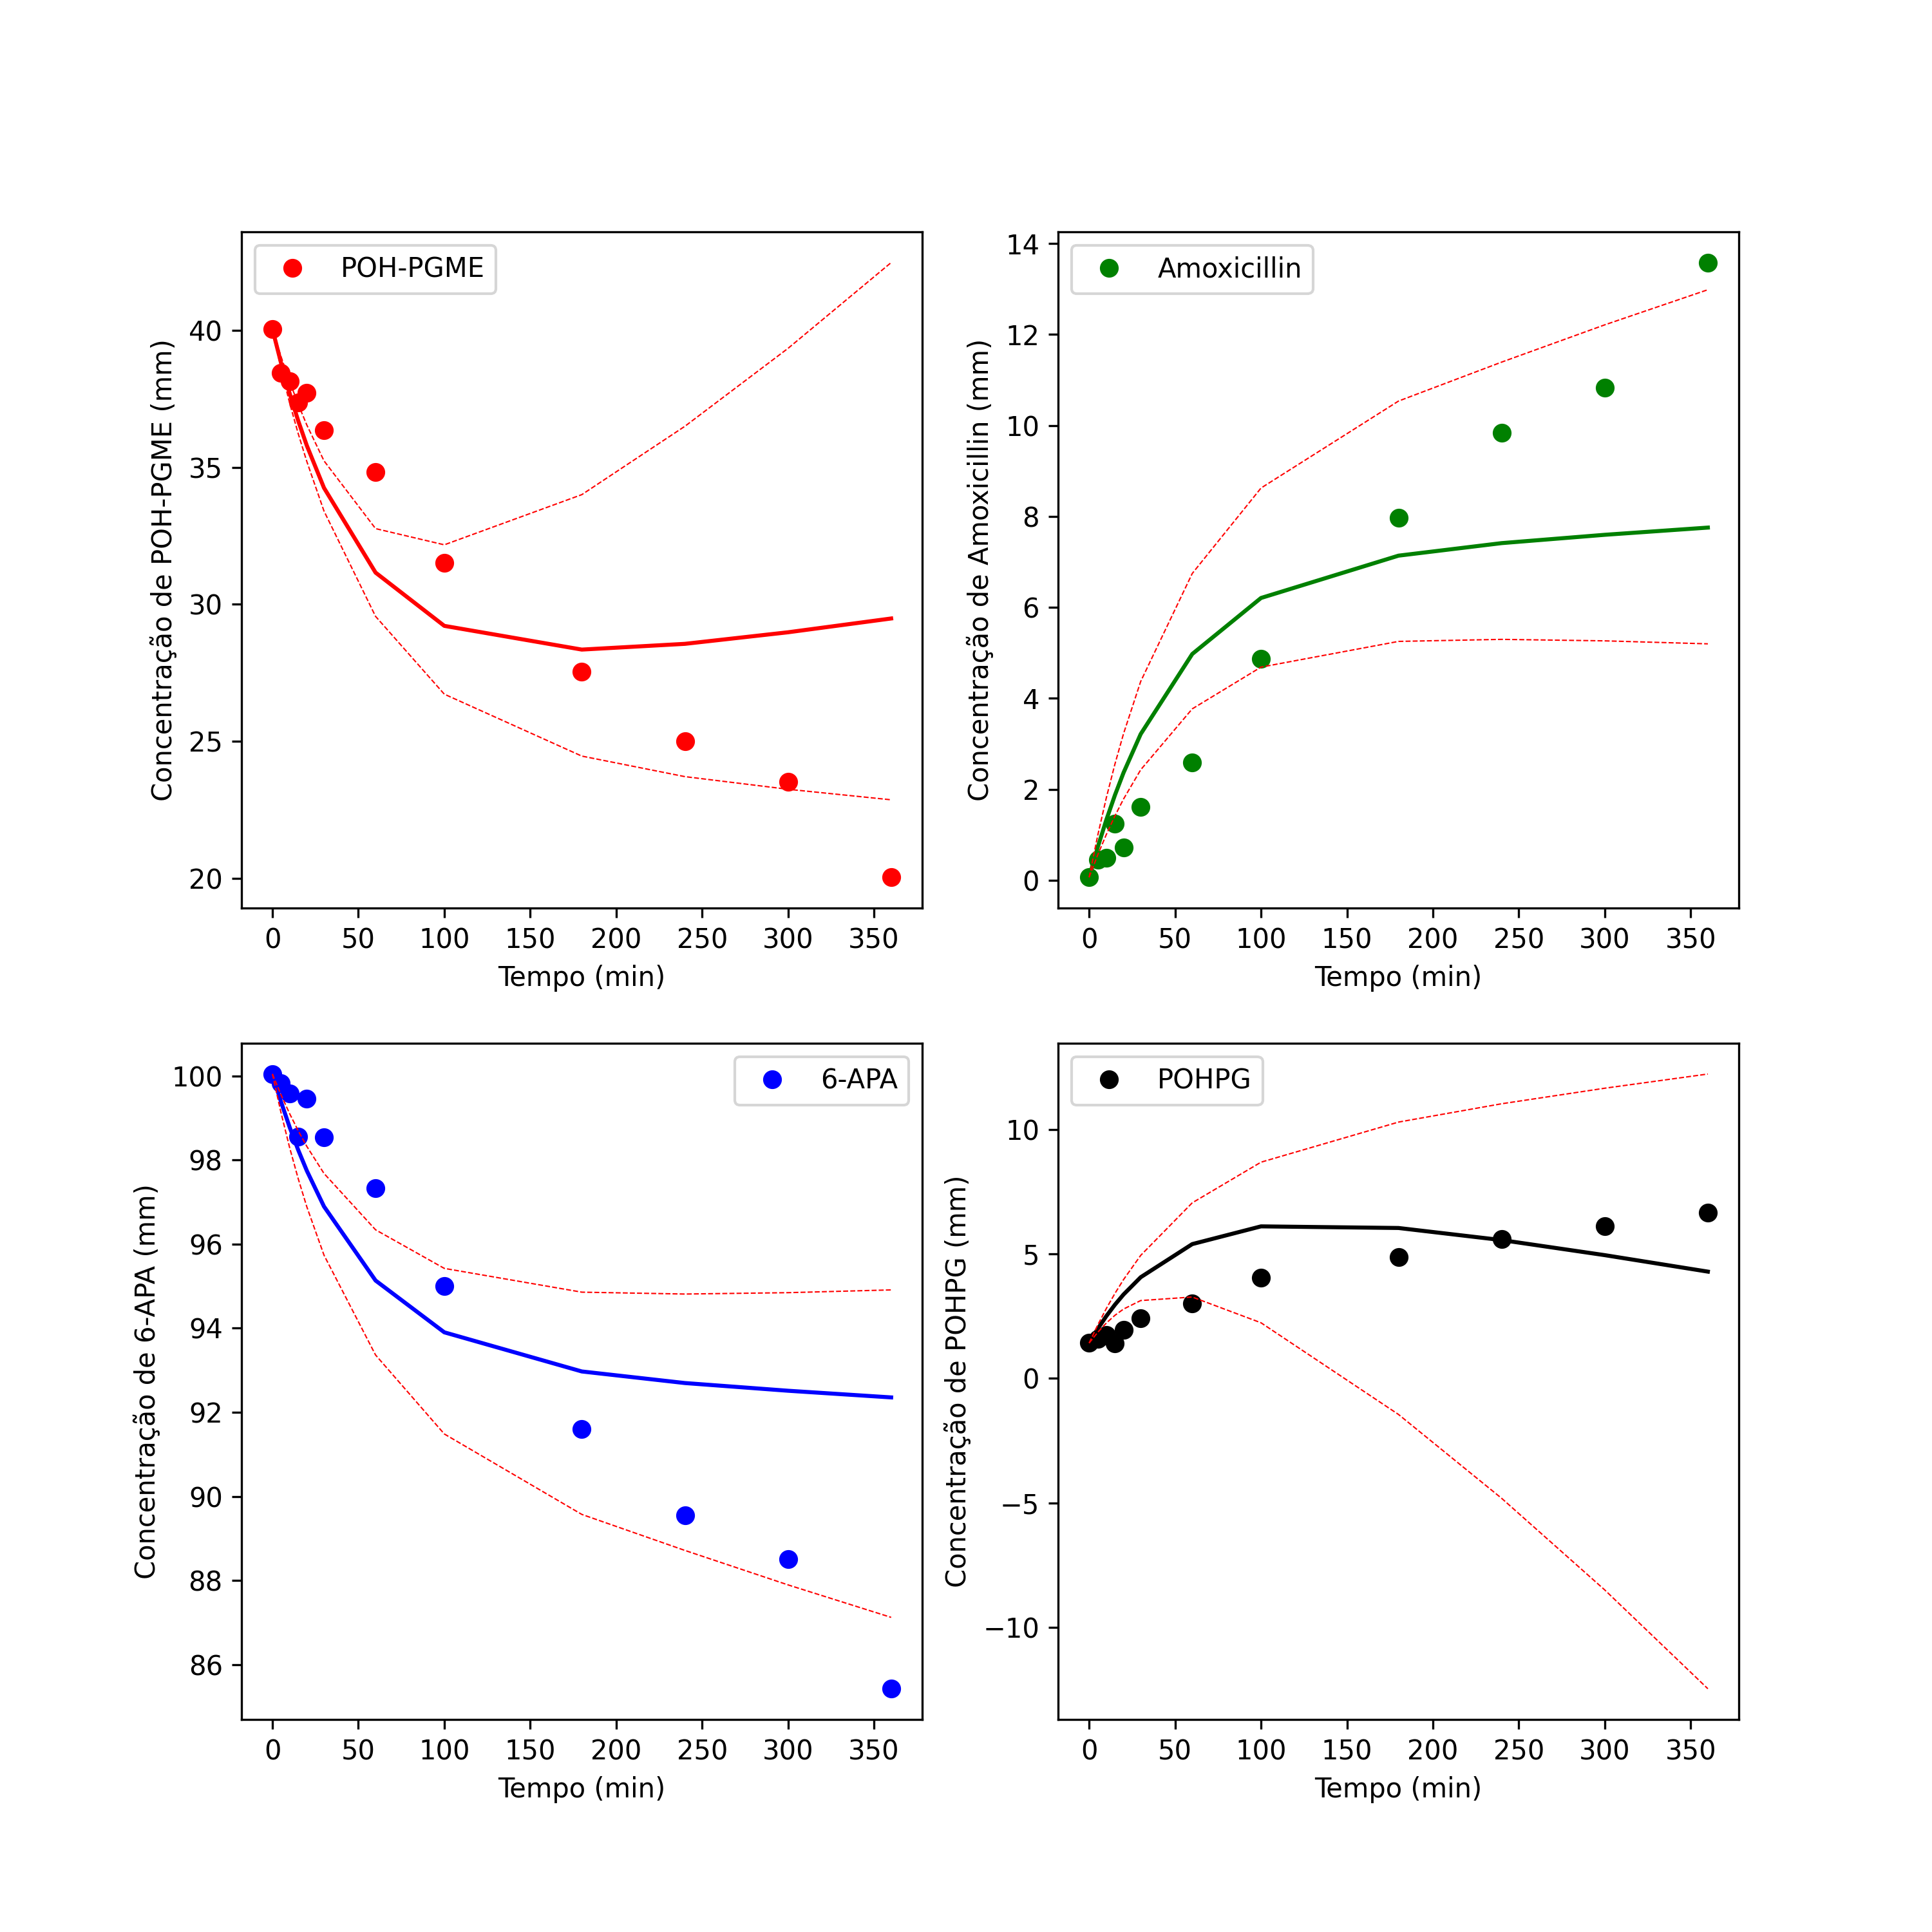 POH-PGME
Concentração de POH-PGME (mm)
40
35
30
25
20
0 50 100 150 200 250 300 350
Tempo (min)
Amoxicillin
Concentração de Amoxicillin (mm)
14
12
10
8
6
4
2
0
0 50 100 150 200 250 300 350
Tempo (min)
6-APA
Concentração de 6-APA (mm)
100
98
96
94
92
90
88
86
0 50 100 150 200 250 300 350
Tempo (min)
POHPG
Concentração de POHPG (mm)
10
5
0
−5
−10
0 50 100 150 200 250 300 350
Tempo (min)